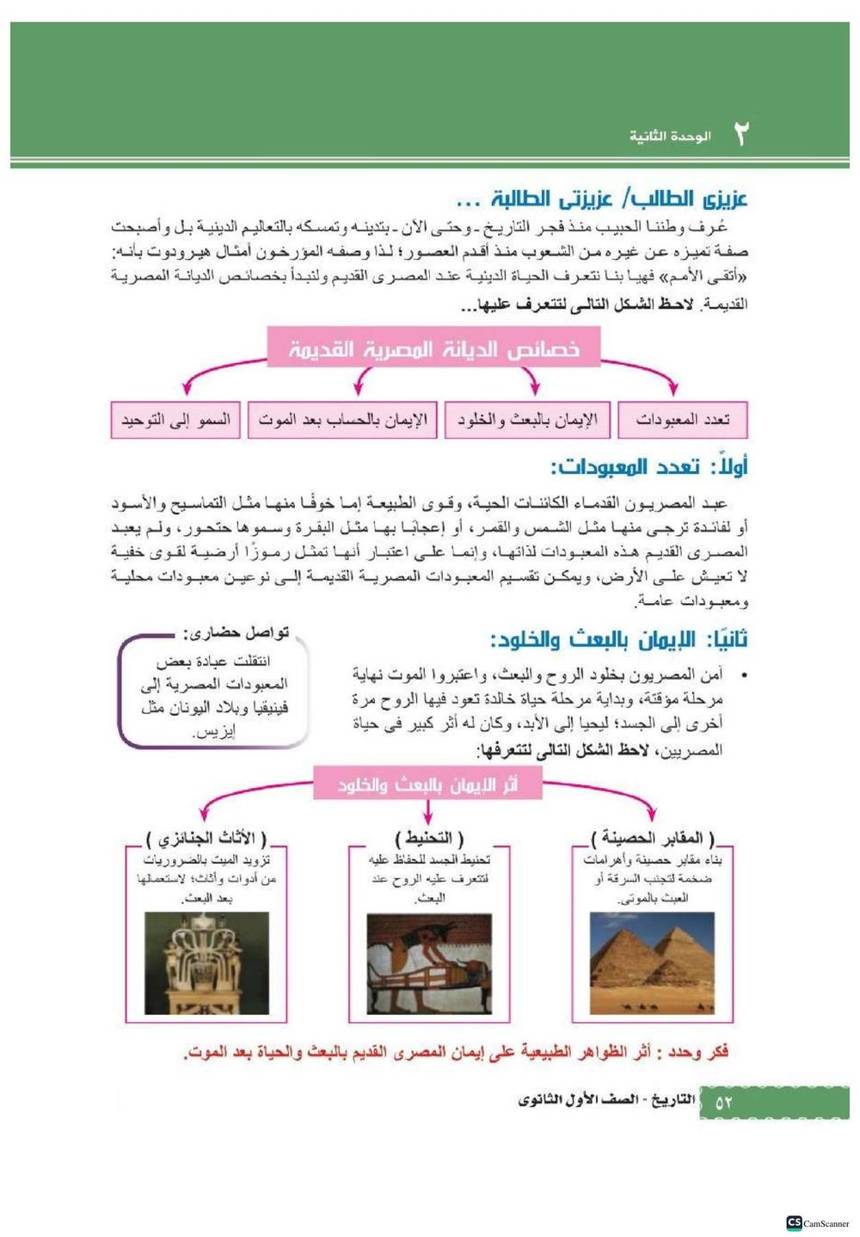 ٢ الوحدة الثانية
عزيزى الطالب/ عزيزتى الطالبة ...
عُرف وطننا الحبيب منذ فجر التاريخ - وحتى الآن - بتدينه وتمسكه بالتعاليم الدينية بل وأصبحت
صفة تميزه عن غيره من الشعوب منذ أقدم العصور؛ لذا وصفه المؤرخون أمثال هيرودوت بأنه:
«أتقى الأمم» فهيا بنا نتعرف الحياة الدينية عند المصرى القديم ولنبدأ بخصائص الديانة المصرية
القديمة. لاحظ الشكل التالى لتتعرف عليها...
خصائص الديانة المصرية القديمة
تعدد المعبودات
الإيمان بالبعث والخلود
الإيمان بالحساب بعد الموت
السمو إلى التوحيد
أولاً: تعدد المعبودات:
عبد المصريون القدماء الكائنات الحية، وقوى الطبيعة إما خوفًا منها مثل التماسيح والأسود
أو لفائدة ترجى منها مثل الشمس والقمر، أو إعجابًا بها مثل البقرة وسموها حتحور، ولم يعبد
المصرى القديم هذه المعبودات لذاتها، وإنما على اعتبار أنها تمثل رموزًا أرضية لقوى خفية
لا تعيش على الأرض، ويمكن تقسيم المعبودات المصرية القديمة إلى نوعين معبودات محلية
ومعبودات عامة.
ثانيًا: الإيمان بالبعث والخلود:
• آمن المصريون بخلود الروح والبعث، واعتبروا الموت نهاية
مرحلة مؤقتة، وبداية مرحلة حياة خالدة تعود فيها الروح مرة
أخرى إلى الجسد؛ ليحيا إلى الأبد، وكان له أثر كبير فى حياة
المصريين، لاحظ الشكل التالى لتتعرفها:
تواصل حضارى:
انتقلت عبادة بعض
المعبودات المصرية إلى
فينيقيا وبلاد اليونان مثل
إيزيس.
أثر الإيمان بالبعث والخلود
( المقابر الحصينة )
بناء مقابر حصينة وأهرامات
ضخمة لتجنب السرقة أو
العبث بالموتى.
( التحنيط )
تحنيط الجسد للحفاظ عليه
لتتعرف عليه الروح عند
البعث.
( الأثاث الجنائزي )
تزويد الميت بالضروريات
من أدوات وأثاث؛ لاستعمالها
بعد البعث.
فكر وحدد : أثر الظواهر الطبيعية على إيمان المصرى القديم بالبعث والحياة بعد الموت.
٥٢ التاريخ - الصف الأول الثانوى
CS CamScanner